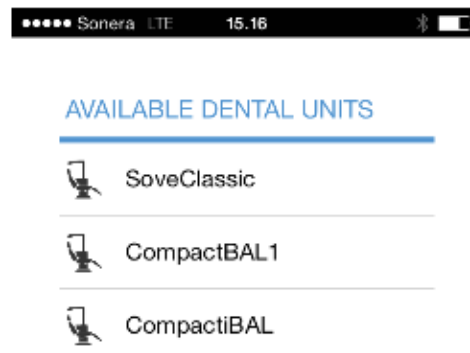 Sonera LTE 15.16
AVAILABLE DENTAL UNITS
SoveClassic
CompactBAL1
CompactiBAL